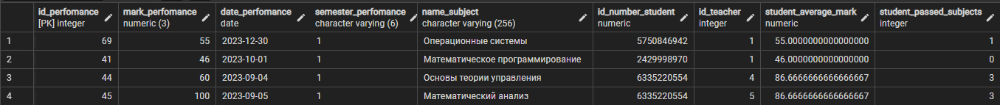 id_perfomance mark_perfomance date_perfomance semester_perfomance name_subject id_number_student id_teacher student_average_mark student_passed_subjects
[PK] integer numeric (3) date character varying (6) character varying (256) numeric integer numeric integer
1 69 55 2023-12-30 1 Операционные системы 5750846942 1 55.0000000000000000 1
2 41 46 2023-10-01 1 Математическое программирование 2429998970 1 46.0000000000000000 0
3 44 60 2023-09-04 1 Основы теории управления 6335220554 4 86.6666666666666667 3
4 45 100 2023-09-05 1 Математический анализ 6335220554 5 86.6666666666666667 3